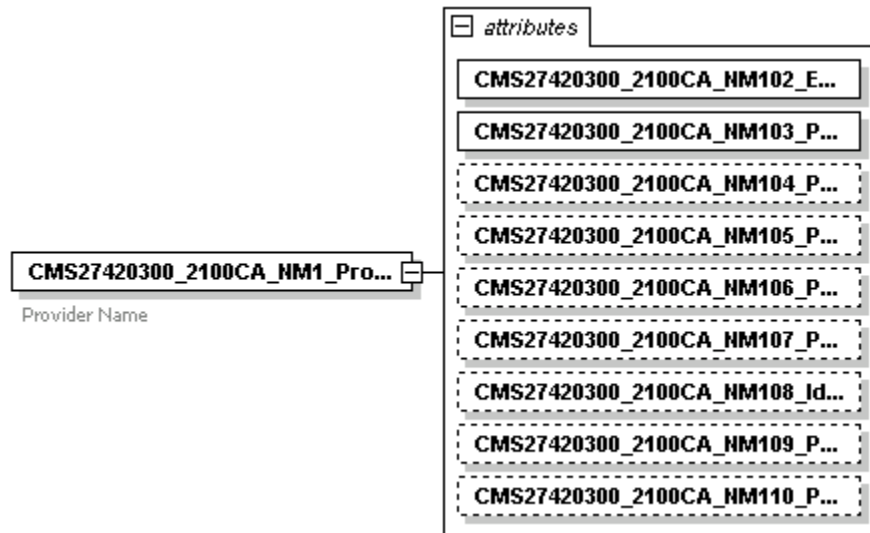 attributes
CMS27420300_2100CA_NM102_E...
CMS27420300_2100CA_NM103_P...
CMS27420300_2100CA_NM104_P...
CMS27420300_2100CA_NM105_P...
CMS27420300_2100CA_NM1_Pro...
Provider Name
CMS27420300_2100CA_NM106_P...
CMS27420300_2100CA_NM107_P...
CMS27420300_2100CA_NM108_Id...
CMS27420300_2100CA_NM109_P...
CMS27420300_2100CA_NM110_P...